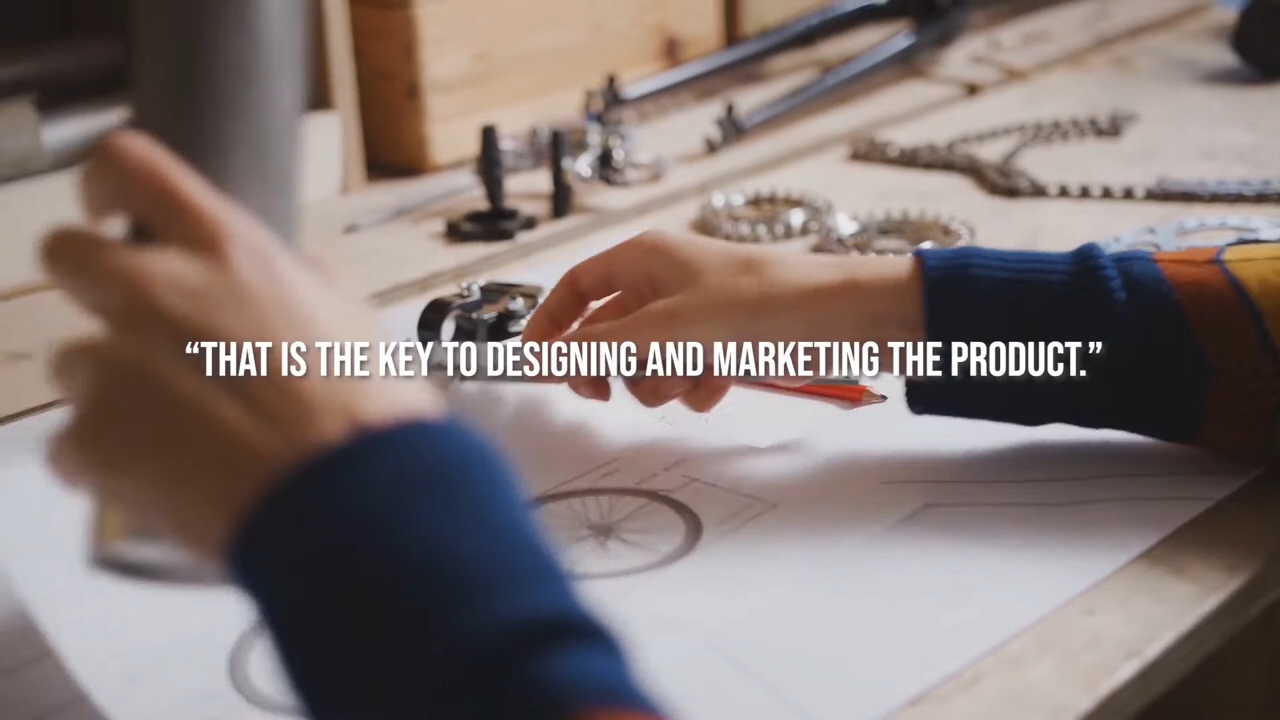 “THAT IS THE KEY TO DESIGNING AND MARKETING THE PRODUCT.”